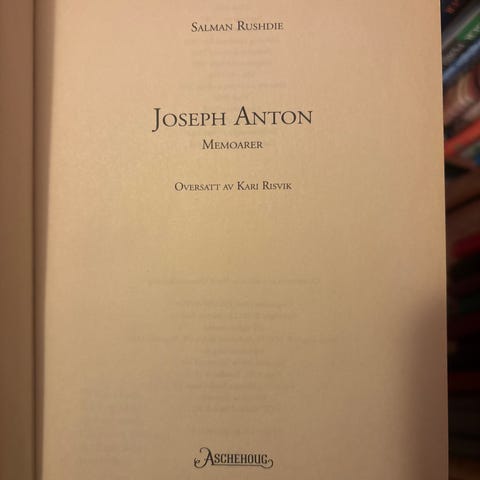 Salman Rushdie
Joseph Anton
Memoarer
Oversatt av Kari Risvik
Aschehoug